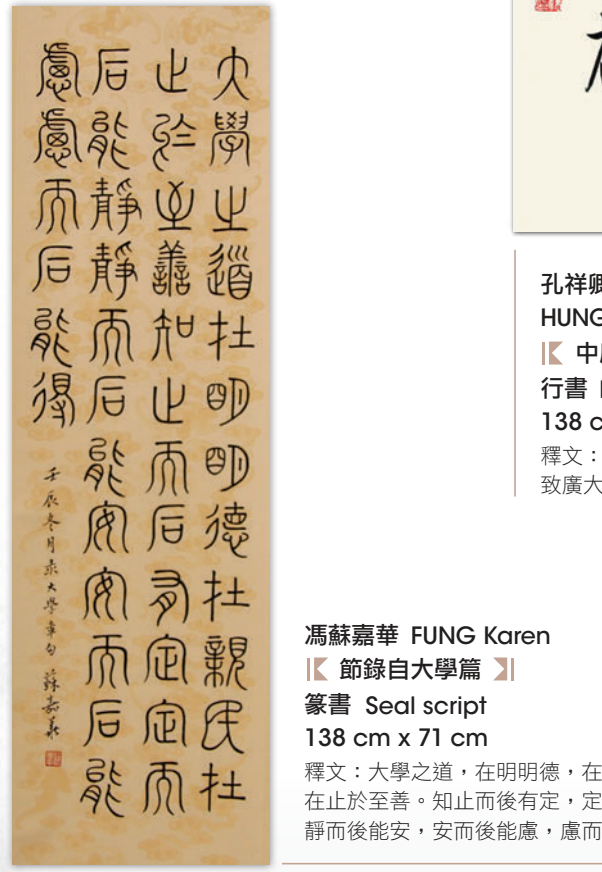 大學之道在明明德在親民在
止於至善知止而后有定定而
后能靜靜而后能安安而后能
慮慮而后能得
壬辰冬月录大學章句 蘇嘉華
孔祥卿
HUNG
中
行書
138 c
釋文：
致廣大
馮蘇嘉華 FUNG Karen
節錄自大學篇
篆書 Seal script
138 cm x 71 cm
釋文：大學之道，在明明德，在
在止於至善。知止而後有定，定
靜而後能安，安而後能慮，慮而